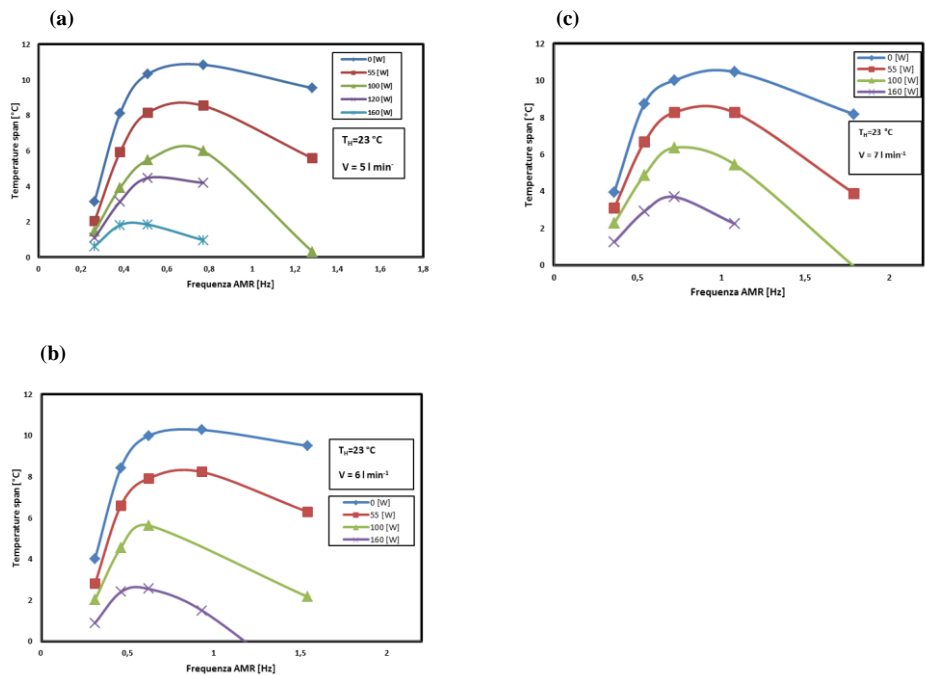 (a)
12
10
8
6
4
2
0
Temperature span [°C]
0 [W]
55 [W]
100 [W]
120 [W]
160 [W]
T_H=23 °C
V = 5 l min⁻
0
0,2
0,4
0,6
0,8
1
1,2
1,4
1,6
1,8
Frequenza AMR [Hz]
(c)
12
10
8
6
4
2
0
Temperature span [°C]
0 [W]
55 [W]
100 [W]
160 [W]
T_H=23 °C
V = 7 l min⁻¹
0
0,5
1
1,5
2
Frequenza AMR [Hz]
(b)
12
10
8
6
4
2
0
Temperature span [°C]
T_H=23 °C
V = 6 l min⁻¹
0 [W]
55 [W]
100 [W]
160 [W]
0
0,5
1
1,5
2
Frequenza AMR [Hz]